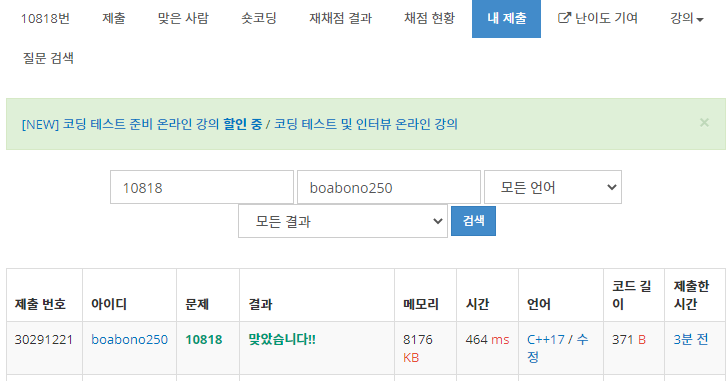 10818번 제출 맞은 사람 숏코딩 재채점 결과 채점 현황 내 제출 난이도 기여 강의
질문 검색
[NEW] 코딩 테스트 준비 온라인 강의 할인 중 / 코딩 테스트 및 인터뷰 온라인 강의 ×
10818 boabono250 모든 언어
모든 결과 검색
제출 번호 아이디 문제 결과 메모리 시간 언어 코드 길이 제출한 시간
30291221 boabono250 10818 맞았습니다!! 8176 KB 464 ms C++17 / 수정 371 B 3분 전